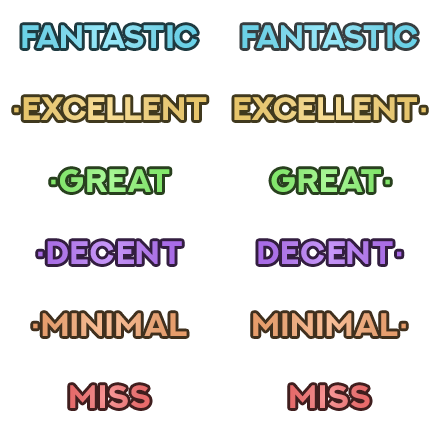 FANTASTIC FANTASTIC
·EXCELLENT EXCELLENT·
·GREAT GREAT·
·DECENT DECENT·
·MINIMAL MINIMAL·
MISS MISS